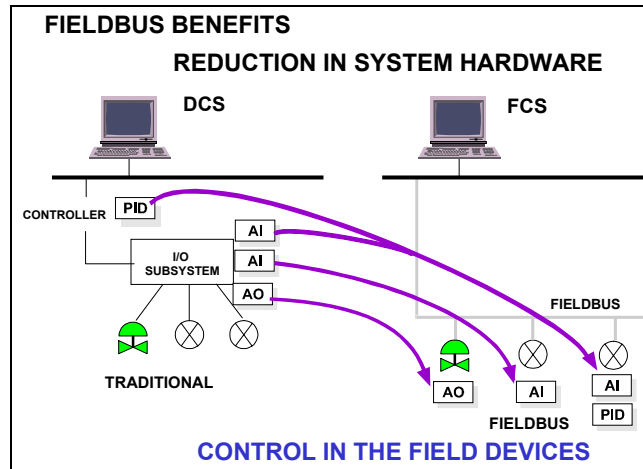 FIELDBUS BENEFITS
REDUCTION IN SYSTEM HARDWARE
DCS
FCS
CONTROLLER
PID
AI
I/O
SUBSYSTEM
AI
AO
FIELDBUS
TRADITIONAL
AO
AI
AI
FIELDBUS
PID
CONTROL IN THE FIELD DEVICES